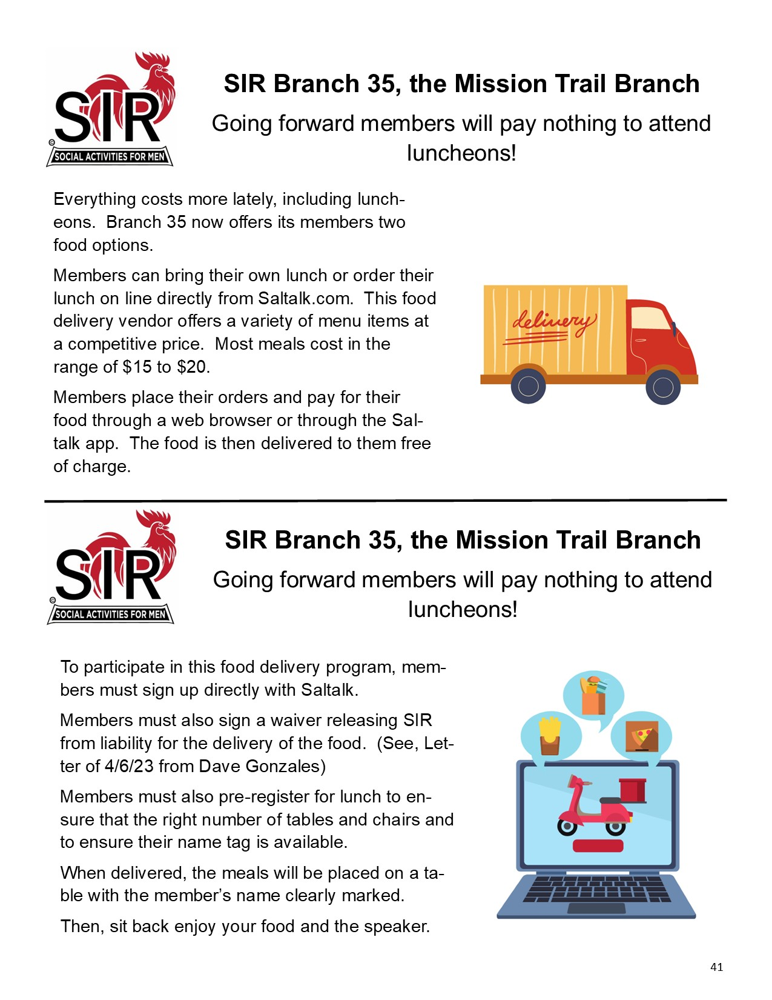 SIR
©
SOCIAL ACTIVITIES FOR MEN
SIR Branch 35, the Mission Trail Branch
Going forward members will pay nothing to attend
luncheons!
Everything costs more lately, including lunch-
eons.  Branch 35 now offers its members two
food options.
Members can bring their own lunch or order their
lunch on line directly from Saltalk.com.  This food
delivery vendor offers a variety of menu items at
a competitive price.  Most meals cost in the
range of $15 to $20.
Members place their orders and pay for their
food through a web browser or through the Sal-
talk app.  The food is then delivered to them free
of charge.
delivery
SIR
©
SOCIAL ACTIVITIES FOR MEN
SIR Branch 35, the Mission Trail Branch
Going forward members will pay nothing to attend
luncheons!
To participate in this food delivery program, mem-
bers must sign up directly with Saltalk.
Members must also sign a waiver releasing SIR
from liability for the delivery of the food.  (See, Let-
ter of 4/6/23 from Dave Gonzales)
Members must also pre-register for lunch to en-
sure that the right number of tables and chairs and
to ensure their name tag is available.
When delivered, the meals will be placed on a ta-
ble with the member’s name clearly marked.
Then, sit back enjoy your food and the speaker.
41